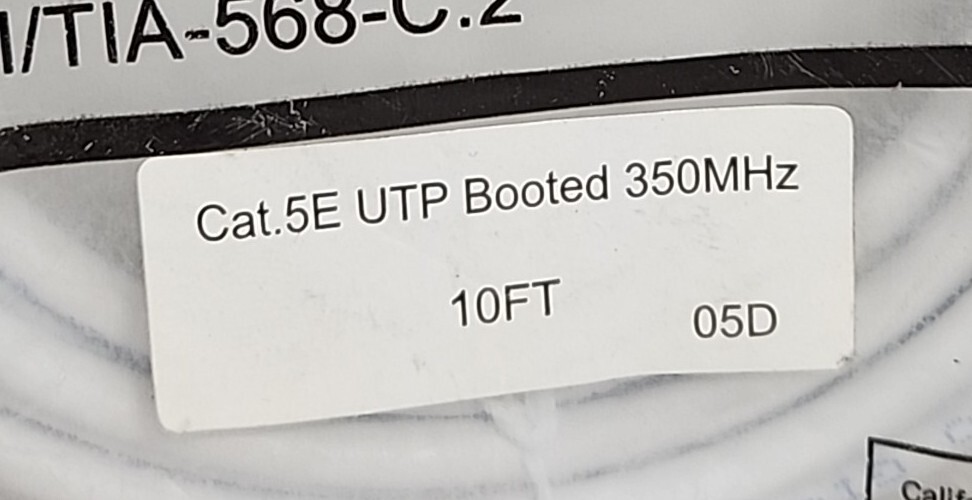 I/TIA-568-C.2
Cat.5E UTP Booted 350MHz
10FT
05D